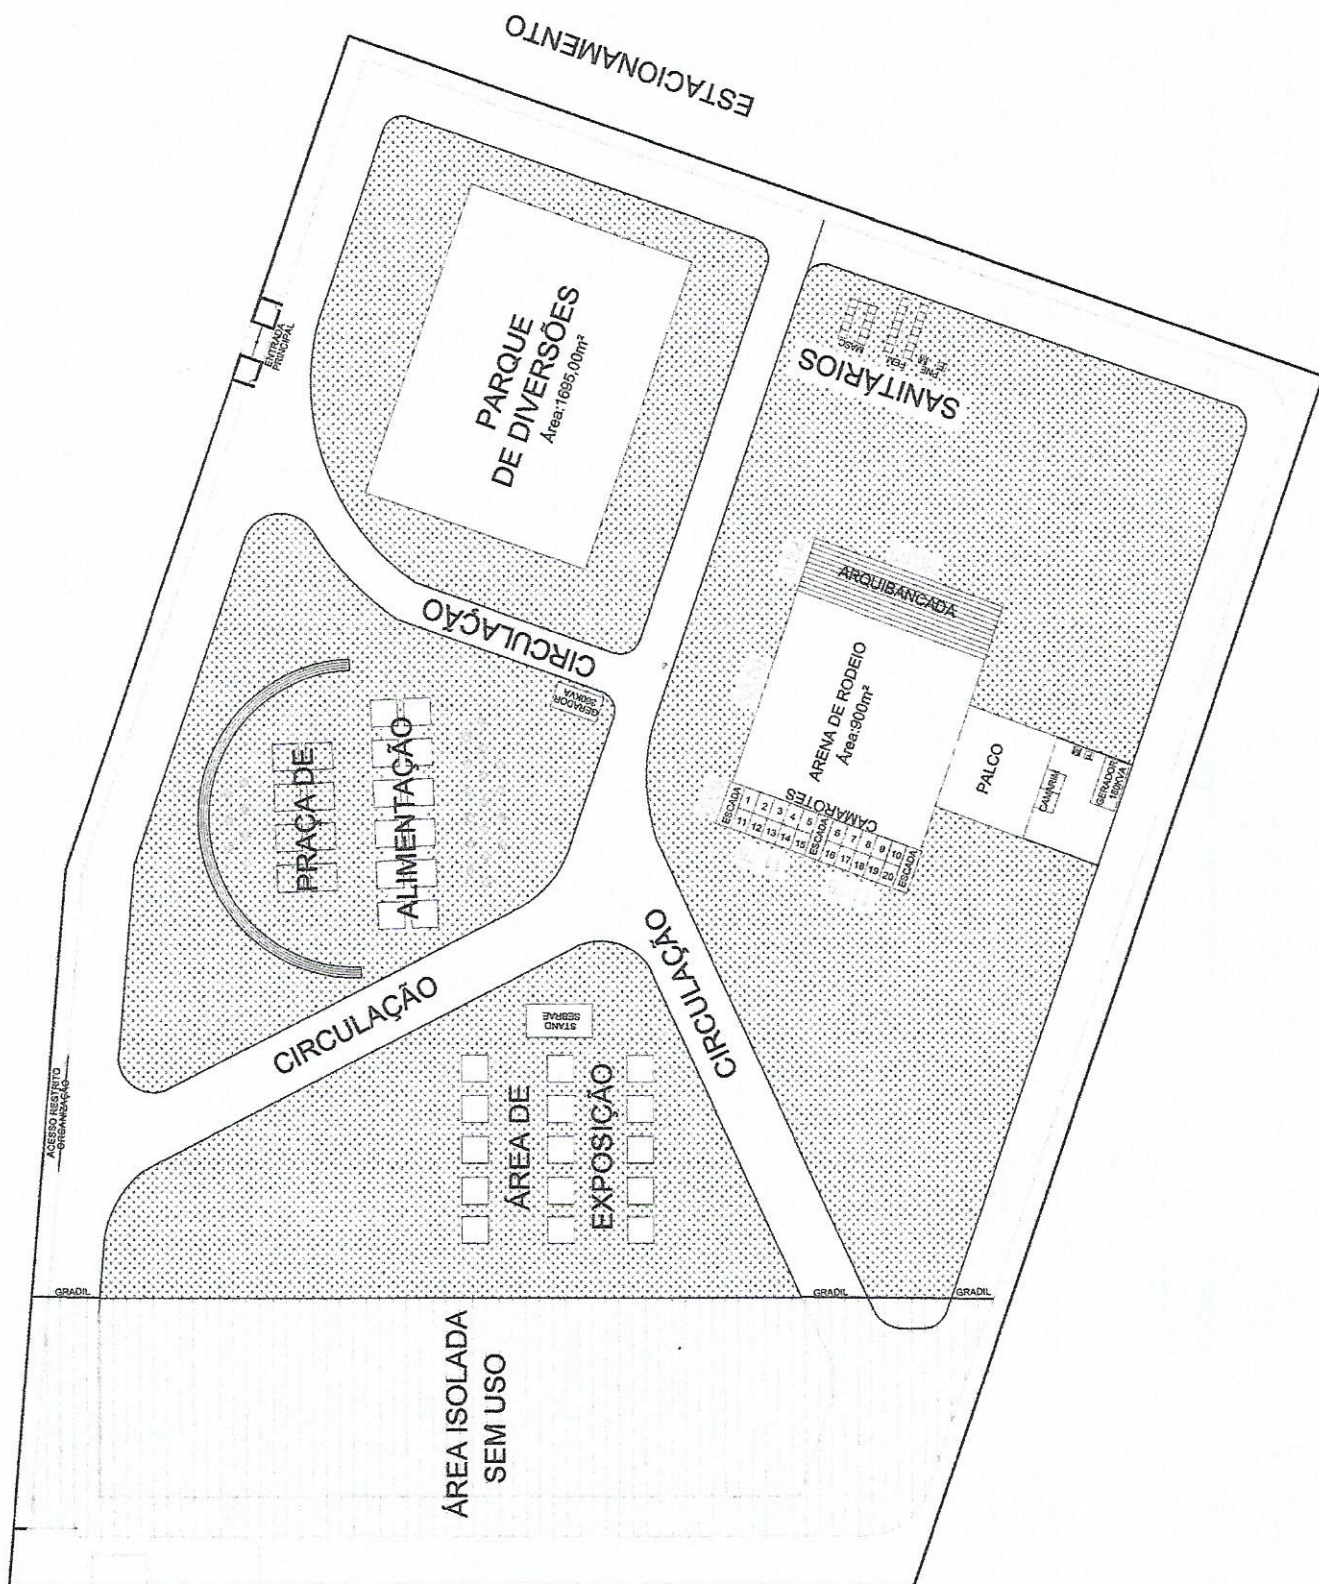 ESTACIONAMENTO
ENTRADA
PRINCIPAL
PARQUE
DE DIVERSÕES
Área:1695,00m²
SANITÁRIOS
MASC
FEM
PNE
CIRCULAÇÃO
GERADOR
ARQUIBANCADA
ARENA DE RODEIO
Área:900m²
CAMAROTES
ESCADA
1 2 3 4 5
11 12 13 14 15
ESCADA
6 7 8 9 10
16 17 18 19 20
ESCADA
PALCO
CAMARIM
GERADOR
180KVA
PRAÇA DE
ALIMENTAÇÃO
CIRCULAÇÃO
CIRCULAÇÃO
STAND
SEBRAE
ÁREA DE
EXPOSIÇÃO
ACESSO RESTRITO
ORGANIZAÇÃO
GRADIL
GRADIL
GRADIL
ÁREA ISOLADA
SEM USO